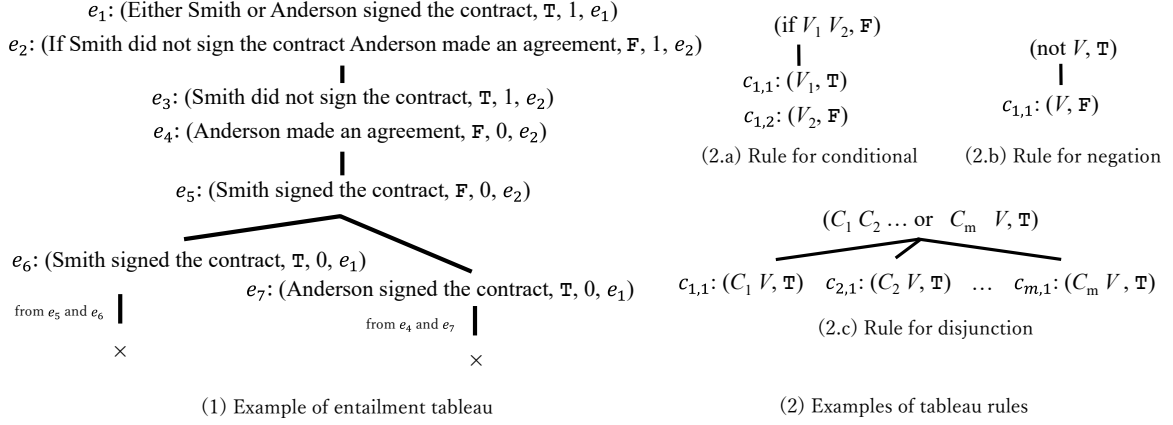 e1: (Either Smith or Anderson signed the contract, T, 1, e1)
e2: (If Smith did not sign the contract Anderson made an agreement, F, 1, e2)
e3: (Smith did not sign the contract, T, 1, e2)
e4: (Anderson made an agreement, F, 0, e2)
e5: (Smith signed the contract, F, 0, e2)
e6: (Smith signed the contract, T, 0, e1)
e7: (Anderson signed the contract, T, 0, e1)
from e5 and e6
from e4 and e7
×
×
(1) Example of entailment tableau
(if V1 V2, F)
c1,1: (V1, T)
c1,2: (V2, F)
(2.a) Rule for conditional
(not V, T)
c1,1: (V, F)
(2.b) Rule for negation
(C1 C2 … or Cm V, T)
c1,1: (C1 V, T) c2,1: (C2 V, T) … cm,1: (Cm V , T)
(2.c) Rule for disjunction
(2) Examples of tableau rules